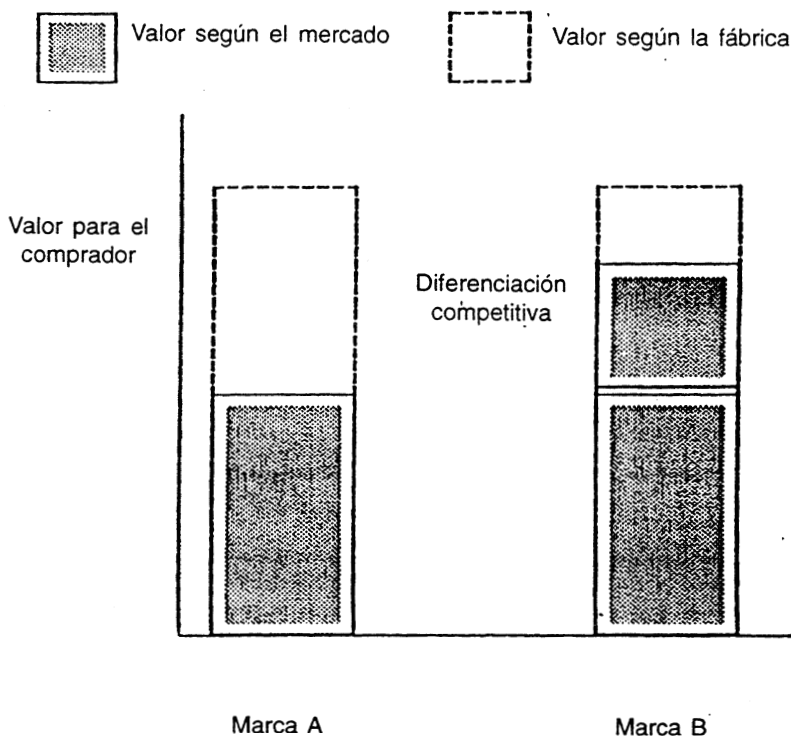 Valor según el mercado
Valor según la fábrica
Valor para el
comprador
Diferenciación
competitiva
Marca A
Marca B